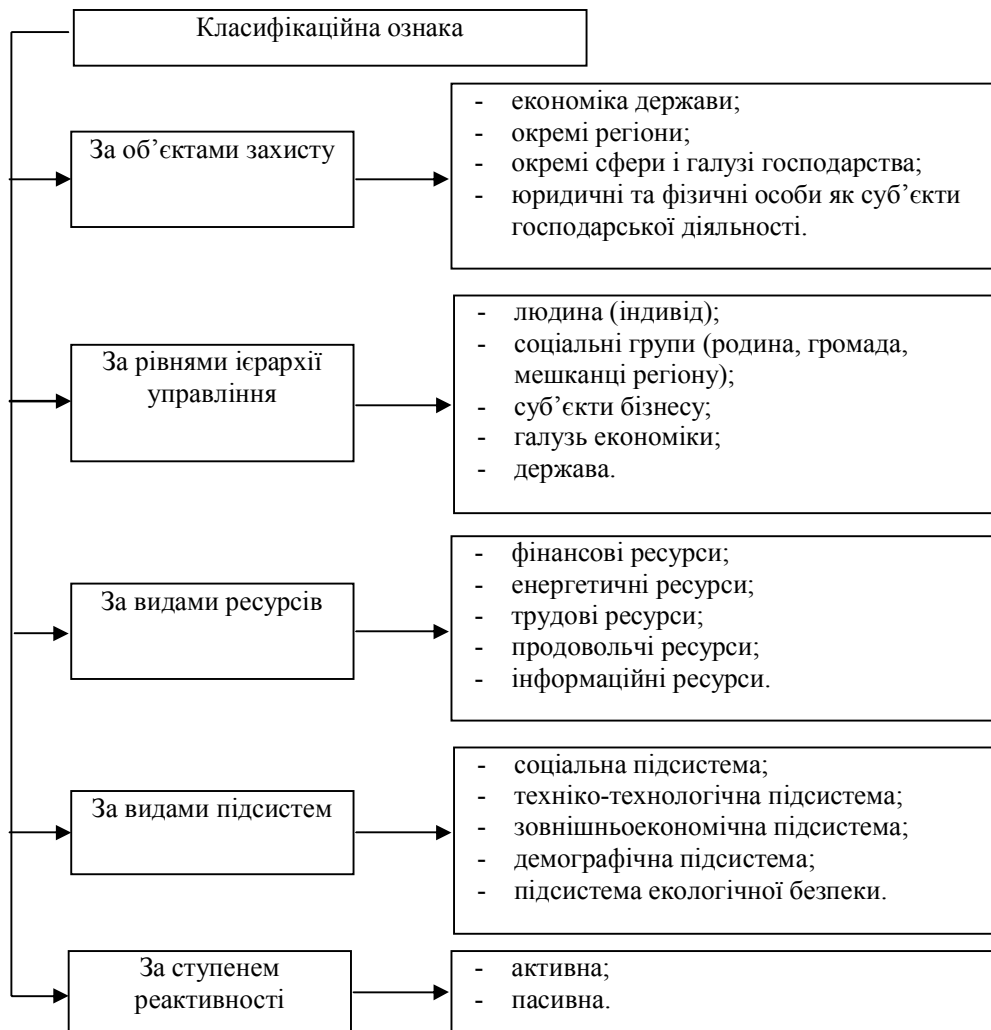 Класифікаційна ознака
За об’єктами захисту
- економіка держави;
- окремі регіони;
- окремі сфери і галузі господарства;
- юридичні та фізичні особи як суб’єкти
господарської діяльності.
За рівнями ієрархії
управління
- людина (індивід);
- соціальні групи (родина, громада,
мешканці регіону);
- суб’єкти бізнесу;
- галузь економіки;
- держава.
За видами ресурсів
- фінансові ресурси;
- енергетичні ресурси;
- трудові ресурси;
- продовольчі ресурси;
- інформаційні ресурси.
За видами підсистем
- соціальна підсистема;
- техніко-технологічна підсистема;
- зовнішньоекономічна підсистема;
- демографічна підсистема;
- підсистема екологічної безпеки.
За ступенем
реактивності
- активна;
- пасивна.